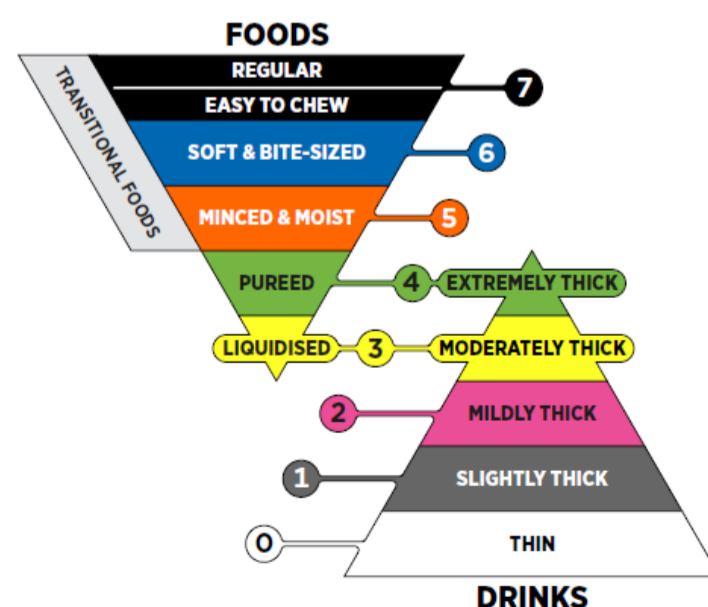 FOODS
REGULAR
7
EASY TO CHEW
TRANSITIONAL FOODS
SOFT & BITE-SIZED
6
MINCED & MOIST
5
PUREED
4
EXTREMELY THICK
LIQUIDISED
3
MODERATELY THICK
2
MILDLY THICK
1
SLIGHTLY THICK
0
THIN
DRINKS